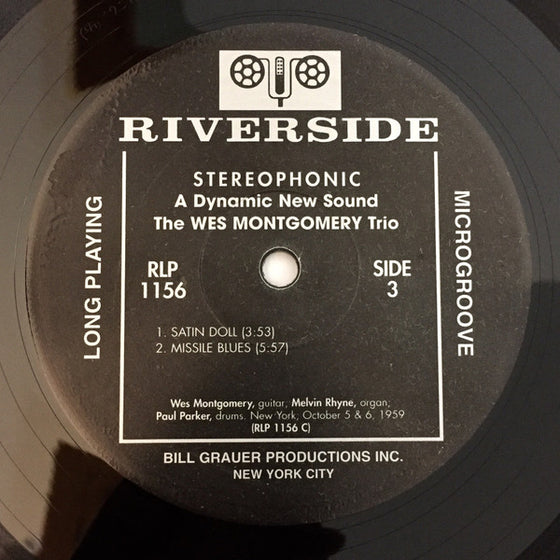 RIVERSIDE
STEREOPHONIC
A Dynamic New Sound
The WES MONTGOMERY Trio
LONG PLAYING
MICROGROOVE
RLP
1156
SIDE
3
1. SATIN DOLL (3:53)
2. MISSILE BLUES (5:57)
Wes Montgomery, guitar; Melvin Rhyne, organ;
Paul Parker, drums. New York; October 5 & 6, 1959
(RLP 1156 C)
BILL GRAUER PRODUCTIONS INC.
NEW YORK CITY